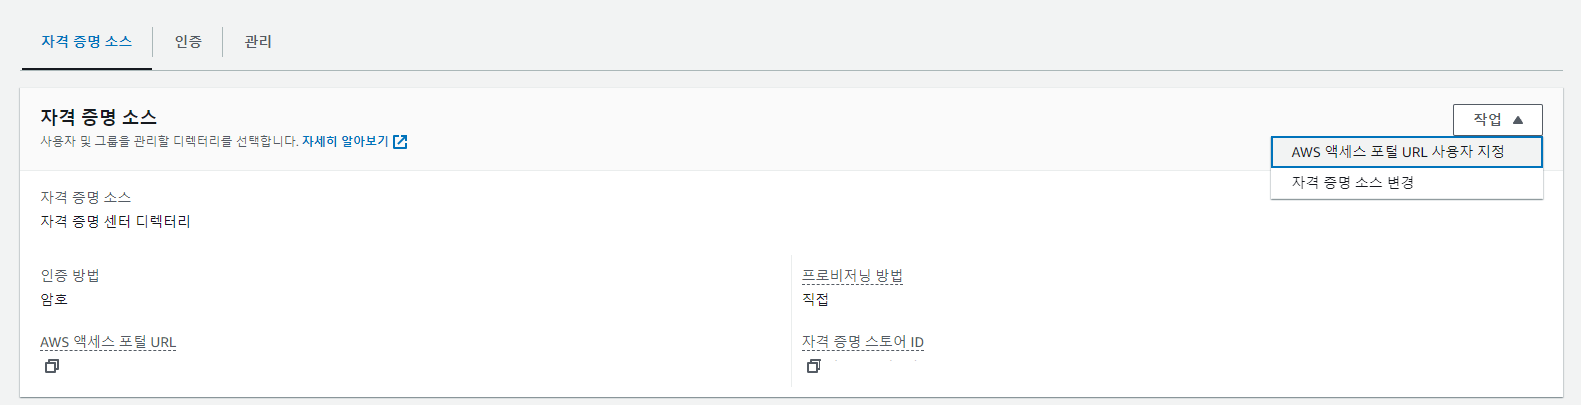 자격 증명 소스
인증
관리
자격 증명 소스
작업
사용자 및 그룹을 관리할 디렉터리를 선택합니다. 자세히 알아보기
AWS 액세스 포털 URL 사용자 지정
자격 증명 소스 변경
자격 증명 소스
자격 증명 센터 디렉터리
인증 방법
암호
프로비저닝 방법
직접
AWS 액세스 포털 URL
자격 증명 스토어 ID